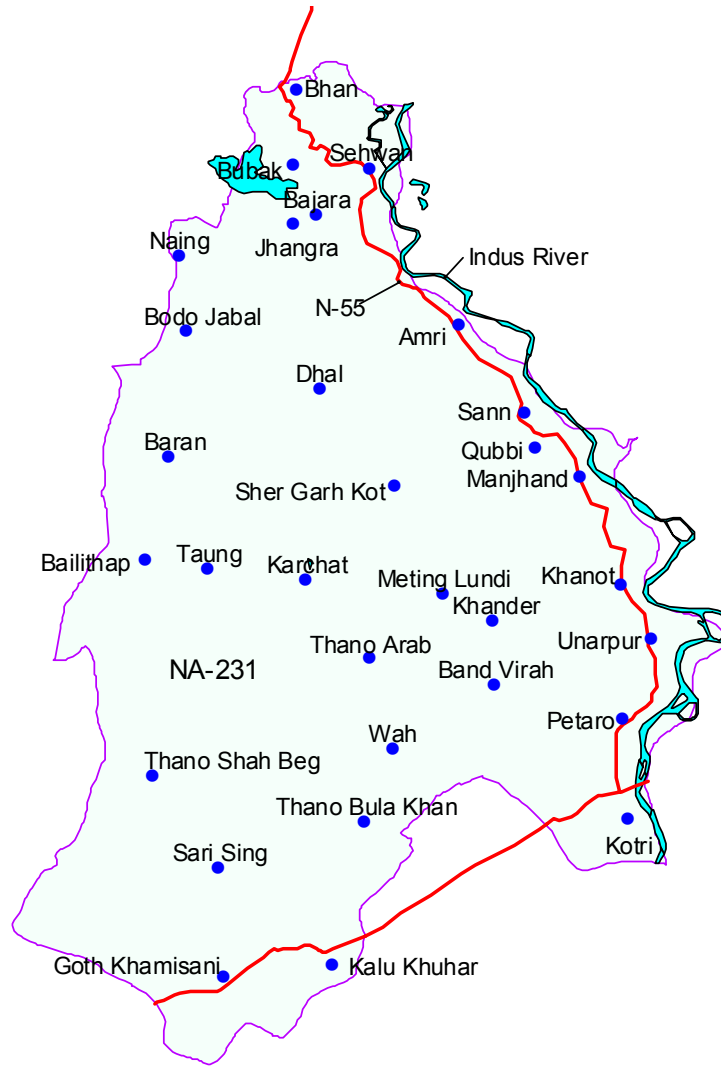 Bhan
Sehwan
Bubak
Bajara
Jhangra
Naing
Indus River
N-55
Bodo Jabal
Amri
Dhal
Sann
Baran
Qubbi
Manjhand
Sher Garh Kot
Bailithap
Taung
Karchat
Meting Lundi
Khanot
Khander
Unarpur
Thano Arab
NA-231
Band Virah
Petaro
Wah
Thano Shah Beg
Thano Bula Khan
Kotri
Sari Sing
Goth Khamisani
Kalu Khuhar